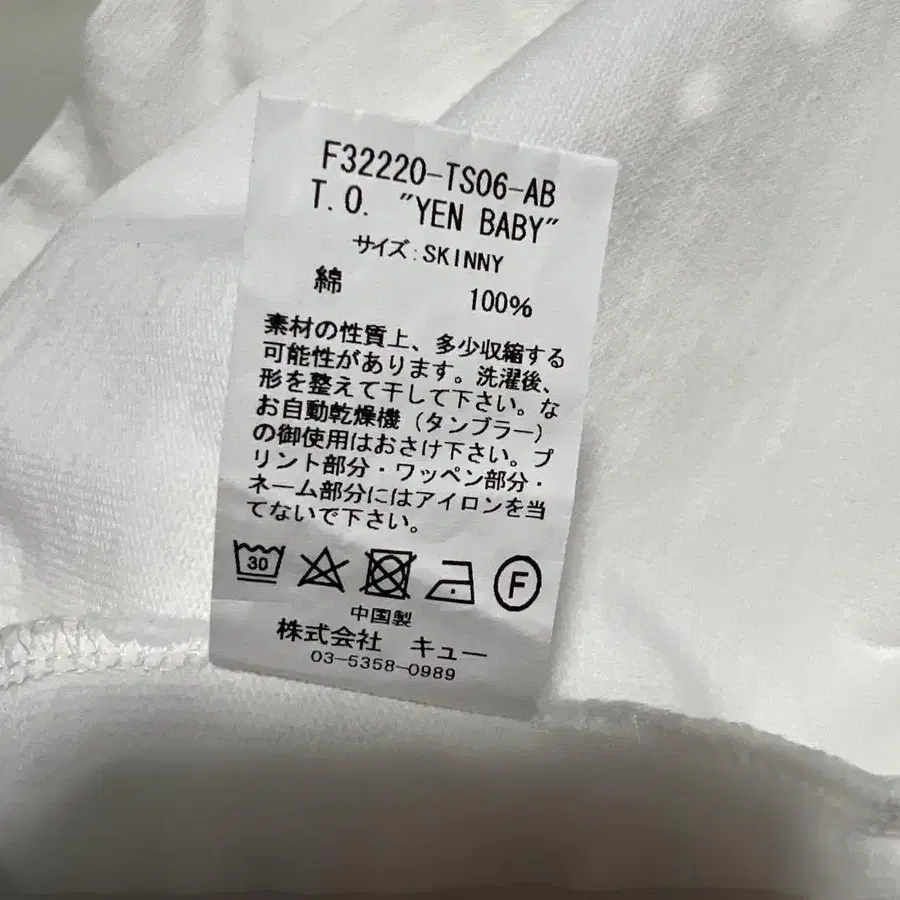 F32220-TS06-AB
T.O. "YEN BABY"
サイズ:SKINNY
綿 100%
素材の性質上、多少収縮する
可能性があります。洗濯後、
形を整えて干して下さい。な
お自動乾燥機(タンブラー)
の御使用はおさけ下さい。プ
リント部分・ワッペン部分・
ネーム部分にはアイロンを当
てないで下さい。
30 F
中国製
株式会社 キュー
03-5358-0989